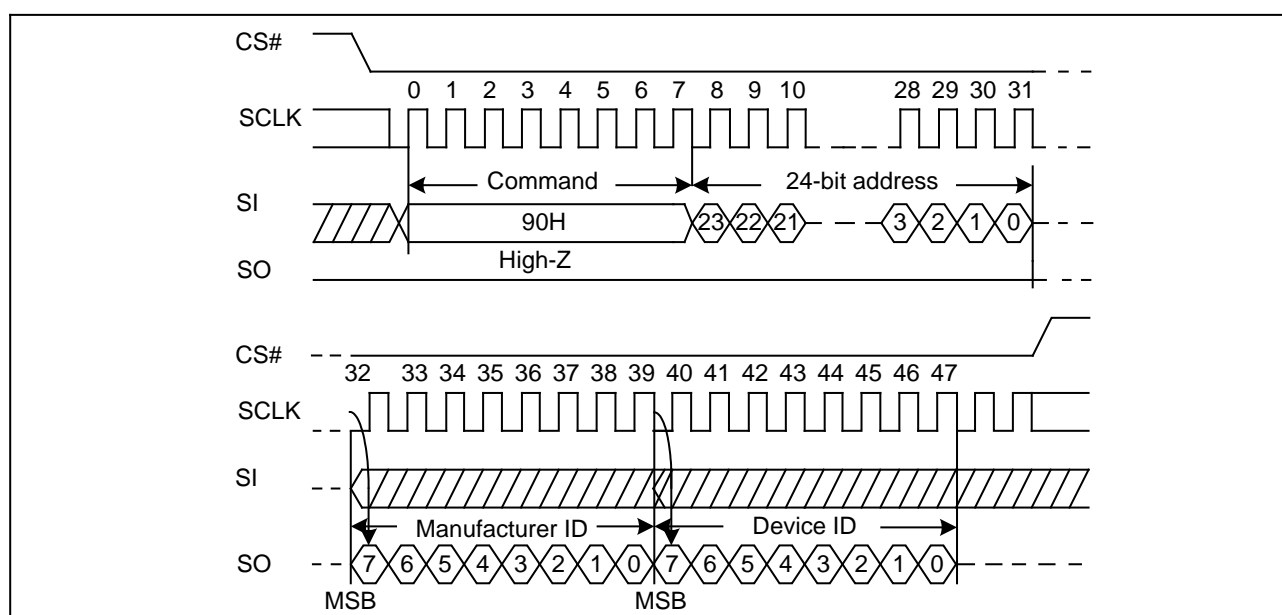 CS#
0 1 2 3 4 5 6 7 8 9 10 28 29 30 31
SCLK
Command 24-bit address
SI
90H 23 22 21 3 2 1 0
High-Z
SO
CS#
32 33 34 35 36 37 38 39 40 41 42 43 44 45 46 47
SCLK
SI
Manufacturer ID Device ID
SO 7 6 5 4 3 2 1 0 7 6 5 4 3 2 1 0
MSB MSB